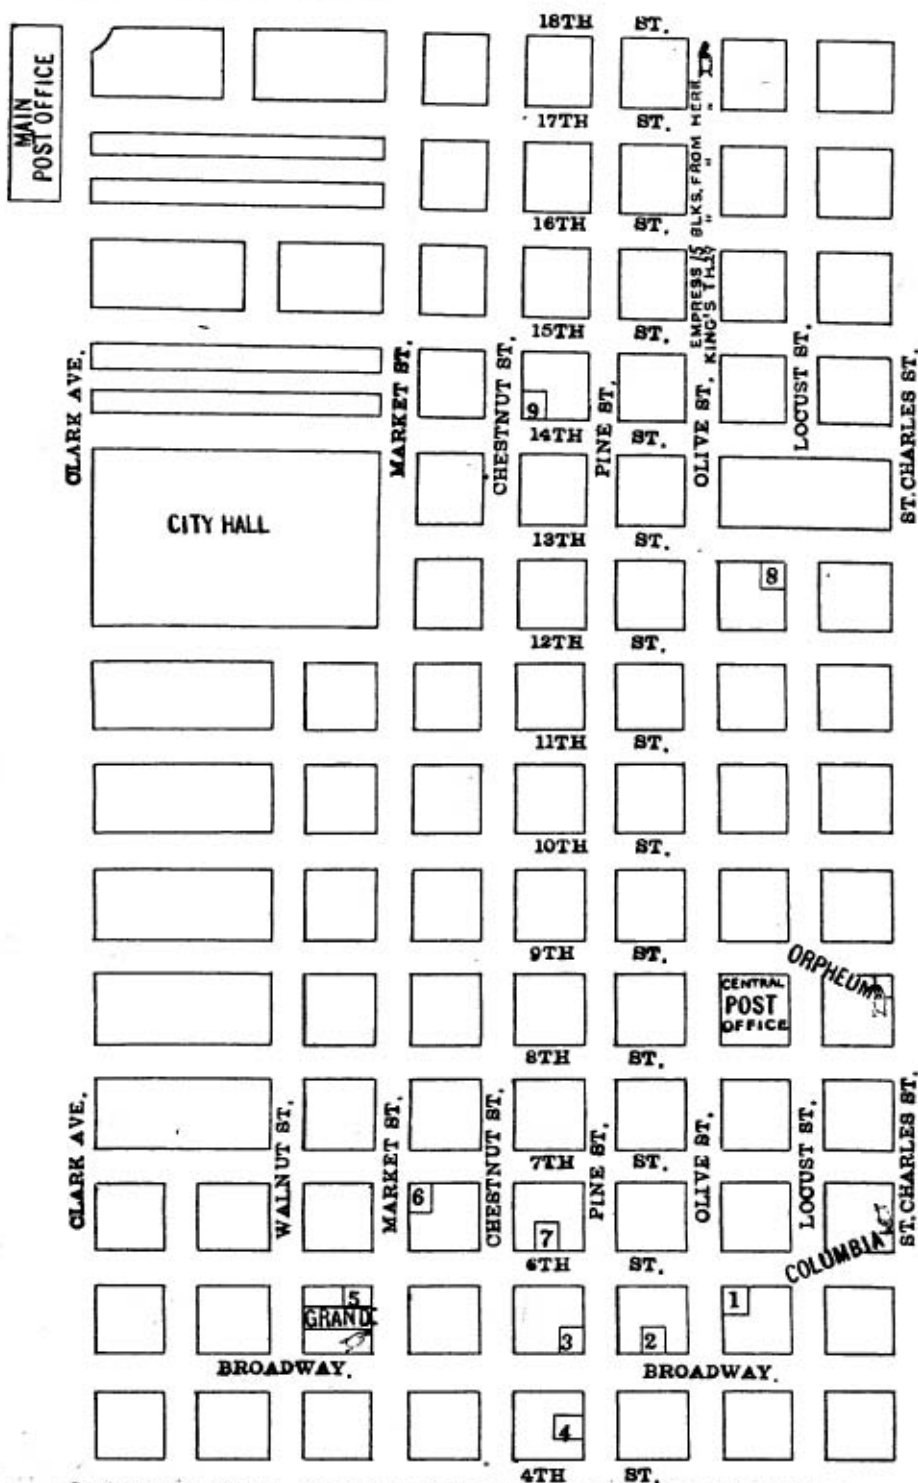 18TH ST.
MAIN
POST OFFICE
17TH ST.
EMPRESS 15 BLKS. FROM HERE
KING'S
16TH ST.
15TH ST.
CLARK AVE.
MARKET ST.
CHESTNUT ST.
PINE ST.
OLIVE ST.
LOCUST ST.
ST. CHARLES ST.
9
14TH ST.
CITY HALL
13TH ST.
8
12TH ST.
11TH ST.
10TH ST.
9TH ST.
ORPHEUM
CENTRAL
POST
OFFICE
8TH ST.
CLARK AVE.
WALNUT ST.
MARKET ST.
CHESTNUT ST.
PINE ST.
OLIVE ST.
LOCUST ST.
ST. CHARLES ST.
7TH ST.
6
7
6TH ST.
COLUMBIA
5
GRAND
3
2
1
BROADWAY.
BROADWAY.
4
4TH ST.